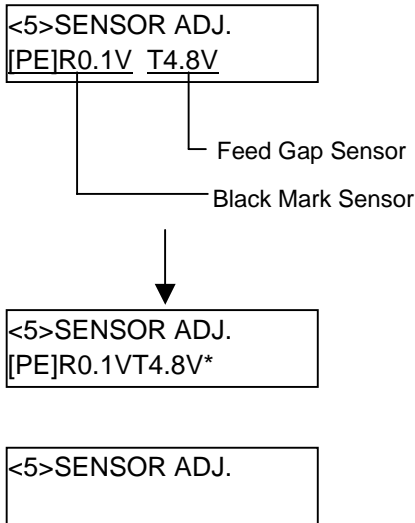 <5>SENSOR ADJ.
[PE]R0.1V T4.8V
Feed Gap Sensor
Black Mark Sensor
<5>SENSOR ADJ.
[PE]R0.1VT4.8V*
<5>SENSOR ADJ.